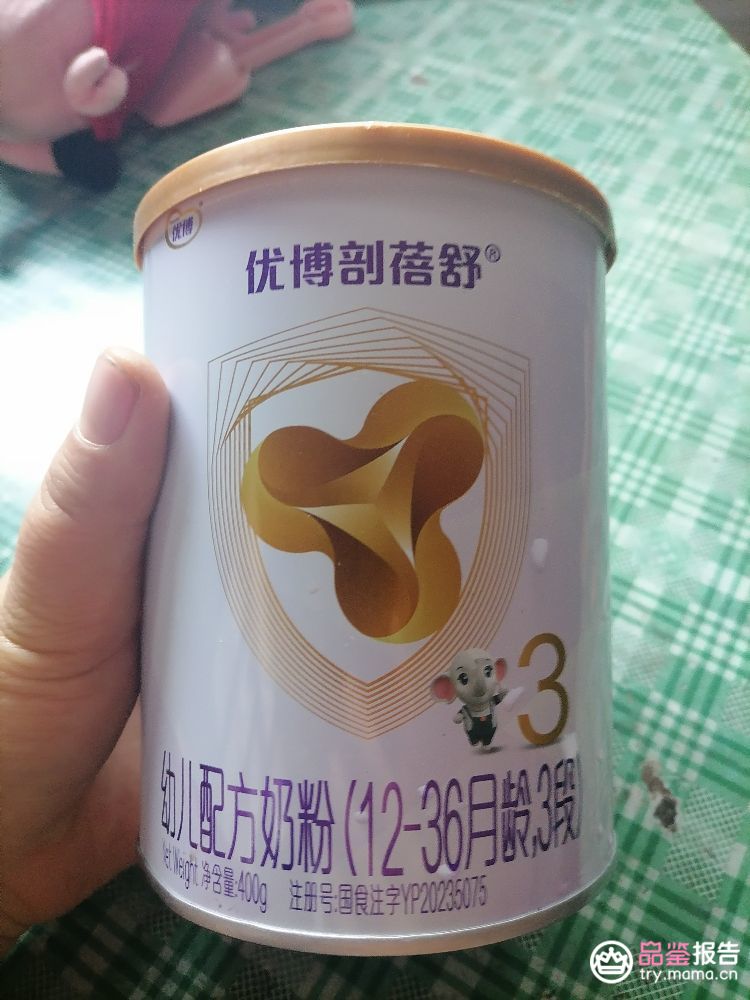 优博
优博剖蓓舒®
3
幼儿配方奶粉(12-36月龄,3段)
Net Weight 净含量:400g 注册号:国食注字YP20235075
品鉴报告
try.mama.cn